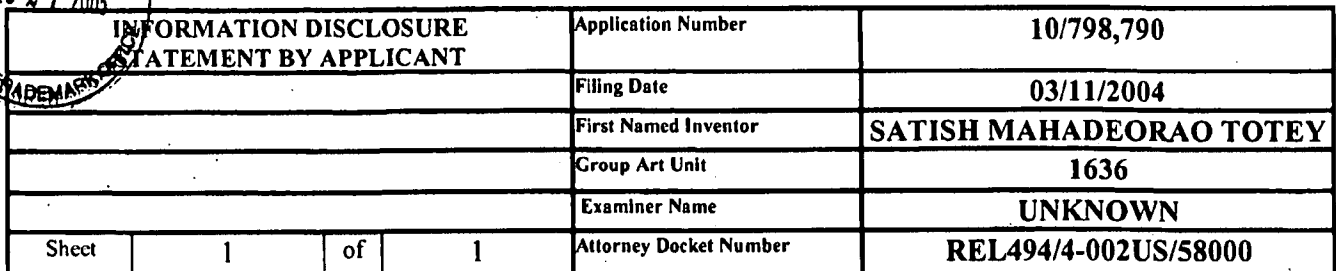 INFORMATION DISCLOSURE
STATEMENT BY APPLICANT
Application Number
10/798,790
Filing Date
03/11/2004
First Named Inventor
SATISH MAHADEORAO TOTEY
Group Art Unit
1636
Examiner Name
UNKNOWN
Sheet 1 of 1
Attorney Docket Number
REL494/4-002US/58000